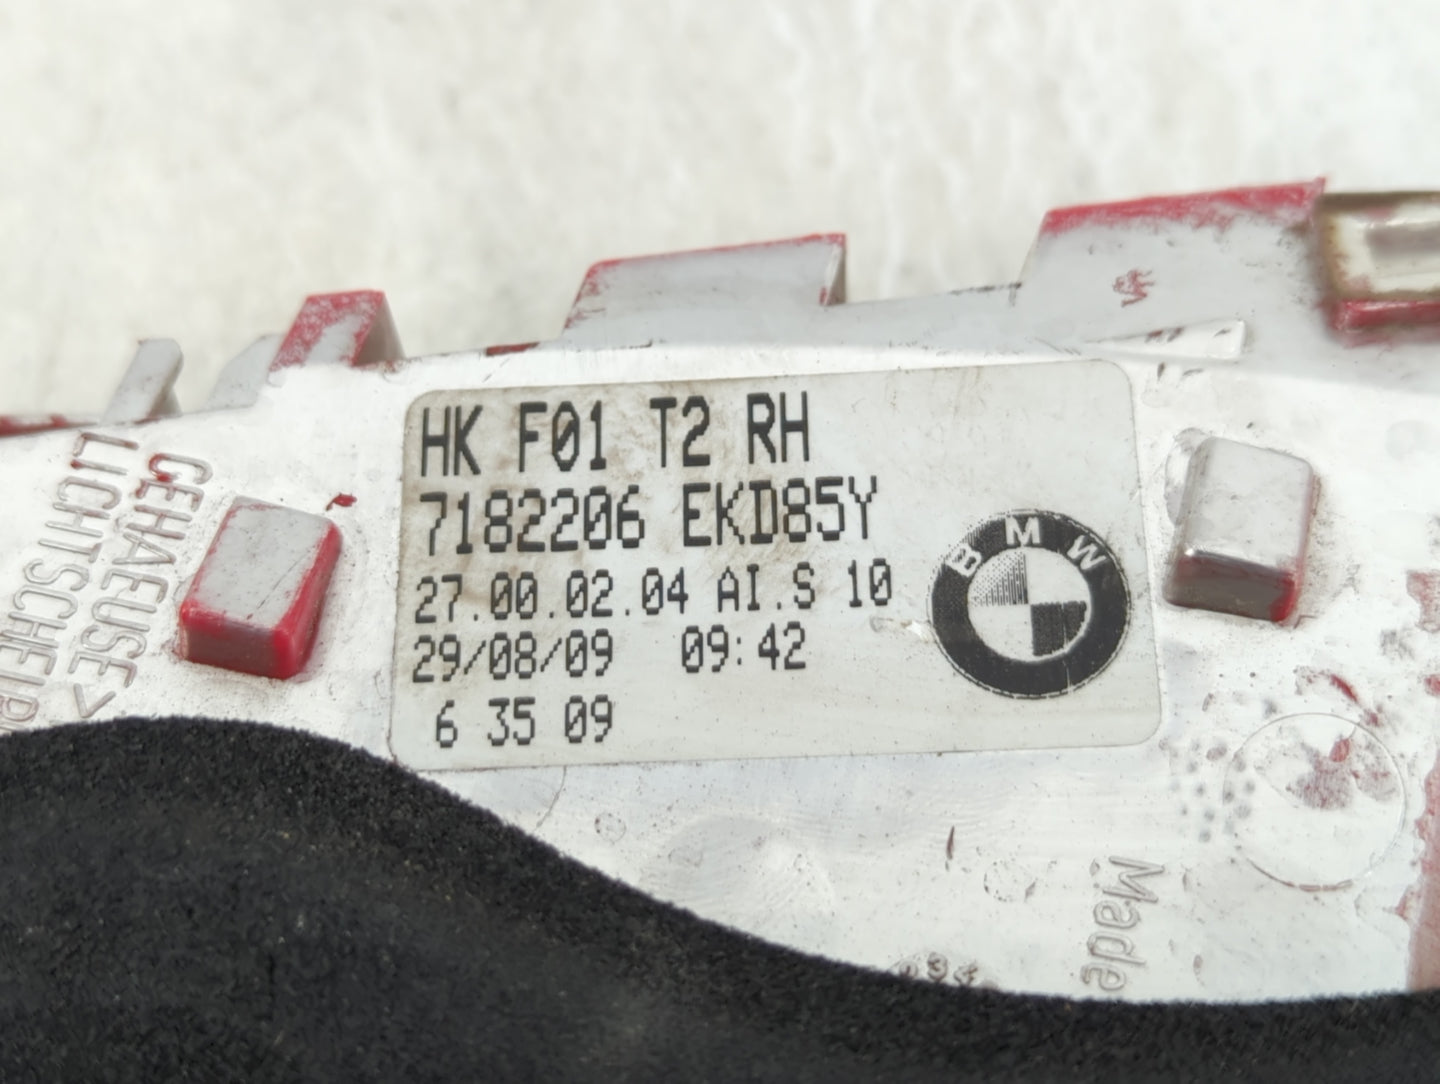 HK F01 T2 RH
7182206 EKD85Y
27.00.02.04 AI.S 10
29/08/09 09:42
6 35 09
BMW
GEHAEUSE>
Made